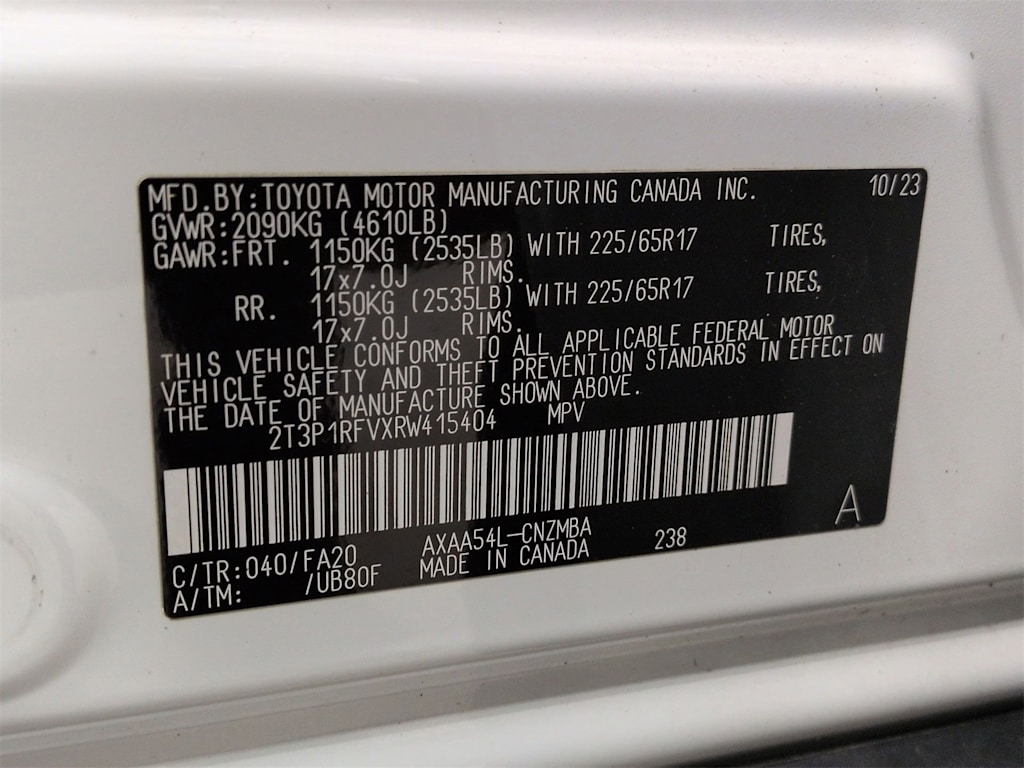 MFD. BY: TOYOTA MOTOR MANUFACTURING CANADA INC. 10/23
GVWR: 2090KG (4610LB)
GAWR: FRT. 1150KG (2535LB) WITH 225/65R17 TIRES,
17x7.0J RIMS.
RR. 1150KG (2535LB) WITH 225/65R17 TIRES,
17x7.0J RIMS.
THIS VEHICLE CONFORMS TO ALL APPLICABLE FEDERAL MOTOR
VEHICLE SAFETY AND THEFT PREVENTION STANDARDS IN EFFECT ON
THE DATE OF MANUFACTURE SHOWN ABOVE.
2T3P1RFVXRW415404 MPV
A
C/TR: 040/FA20 AXAA54L-CNZMBA 238
A/TM: /UB80F MADE IN CANADA